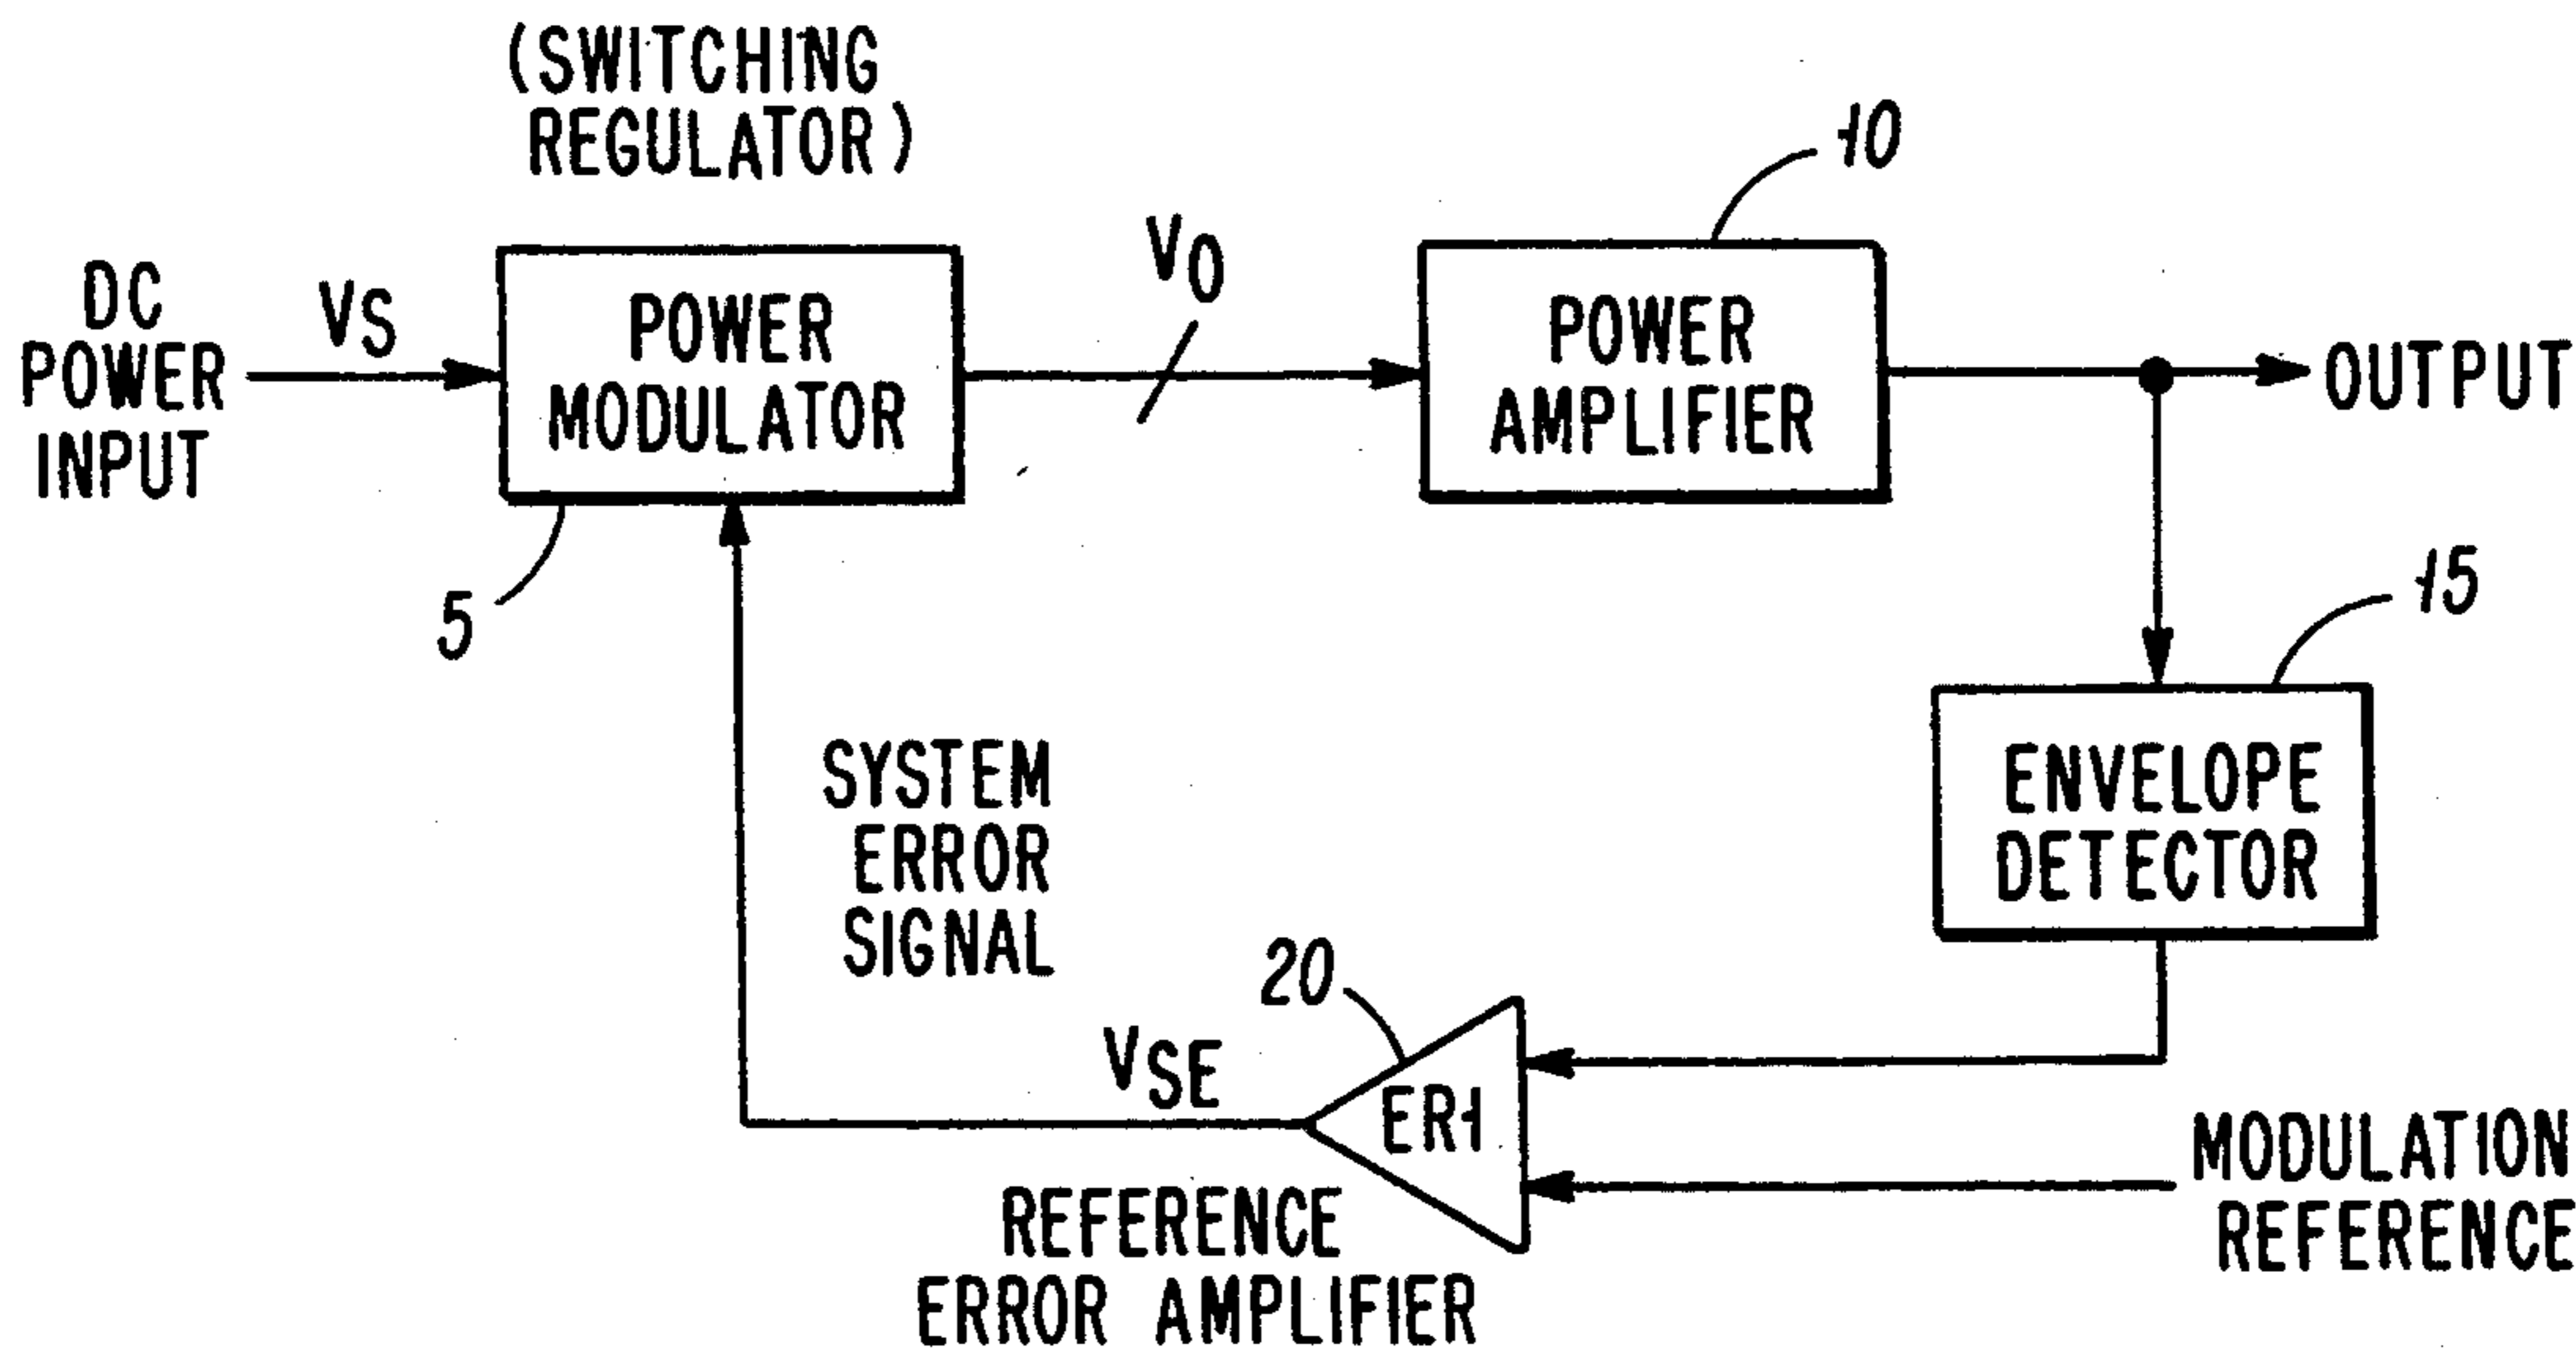 (SWITCHING
REGULATOR)
10
DC
POWER
INPUT
VS
POWER
MODULATOR
VO
POWER
AMPLIFIER
OUTPUT
5
15
SYSTEM
ERROR
SIGNAL
ENVELOPE
DETECTOR
20
VSE
ER1
MODULATION
REFERENCE
REFERENCE
ERROR AMPLIFIER